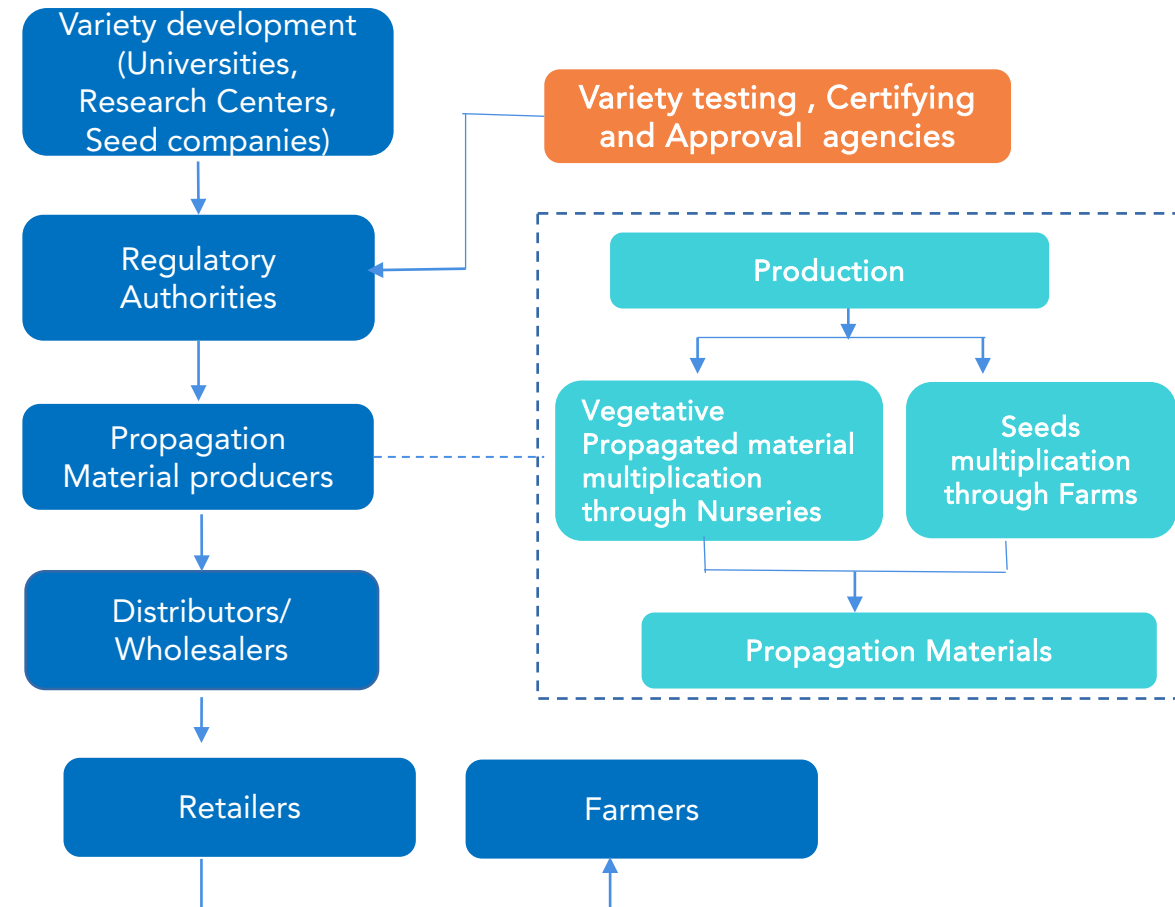 Variety development
(Universities,
Research Centers,
Seed companies)
Variety testing , Certifying
and Approval agencies
Regulatory
Authorities
Production
Propagation
Material producers
Vegetative
Propagated material
multiplication
through Nurseries
Seeds
multiplication
through Farms
Distributors/
Wholesalers
Propagation Materials
Retailers
Farmers